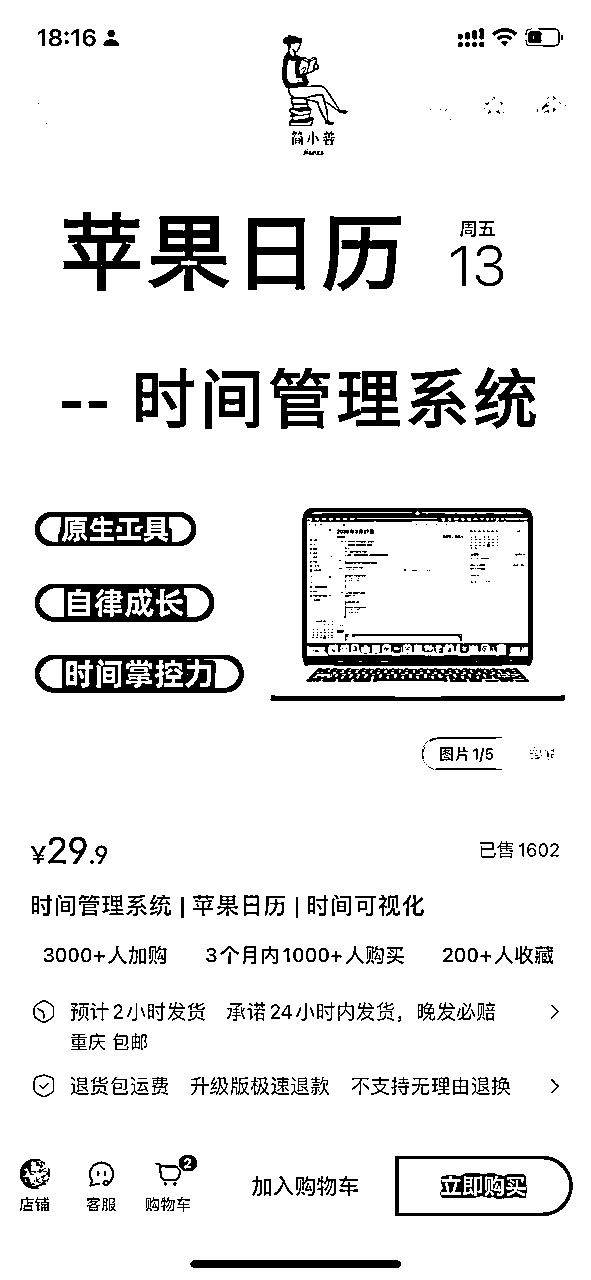 18:16
简小荟
苹果日历
周五
13
-- 时间管理系统
原生工具
自律成长
时间掌控力
图片 1/5
¥29.9
已售 1602
时间管理系统 | 苹果日历 | 时间可视化
3000+人加购 3个月内1000+人购买 200+人收藏
预计2小时发货 承诺24小时内发货，晚发必赔
重庆 包邮
退货包运费 升级版极速退款 不支持无理由退换
2
店铺 客服 购物车 加入购物车 立即购买